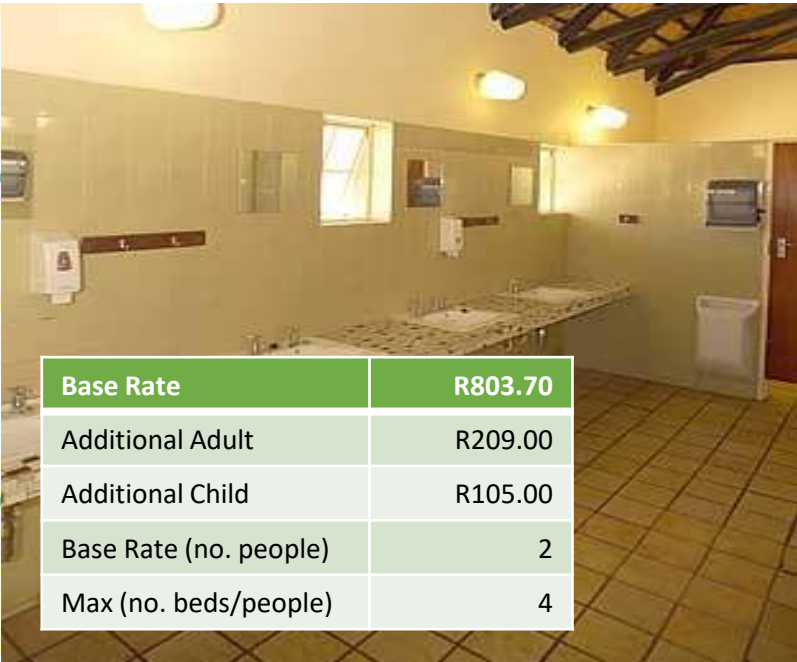 Base Rate R803.70
Additional Adult R209.00
Additional Child R105.00
Base Rate (no. people) 2
Max (no. beds/people) 4